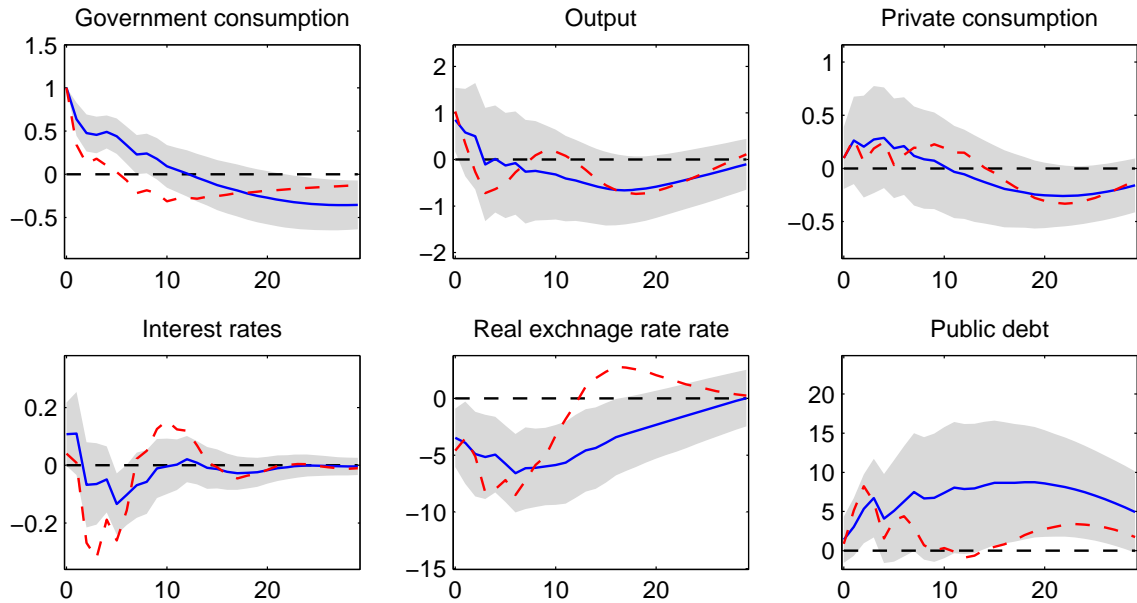 Government consumption
1.5
1
0.5
0
−0.5
0 10 20
Output
2
1
0
−1
−2
0 10 20
Private consumption
1
0.5
0
−0.5
0 10 20
Interest rates
0.2
0
−0.2
0 10 20
Real exchnage rate rate
0
−5
−10
−15
0 10 20
Public debt
20
15
10
5
0
0 10 20